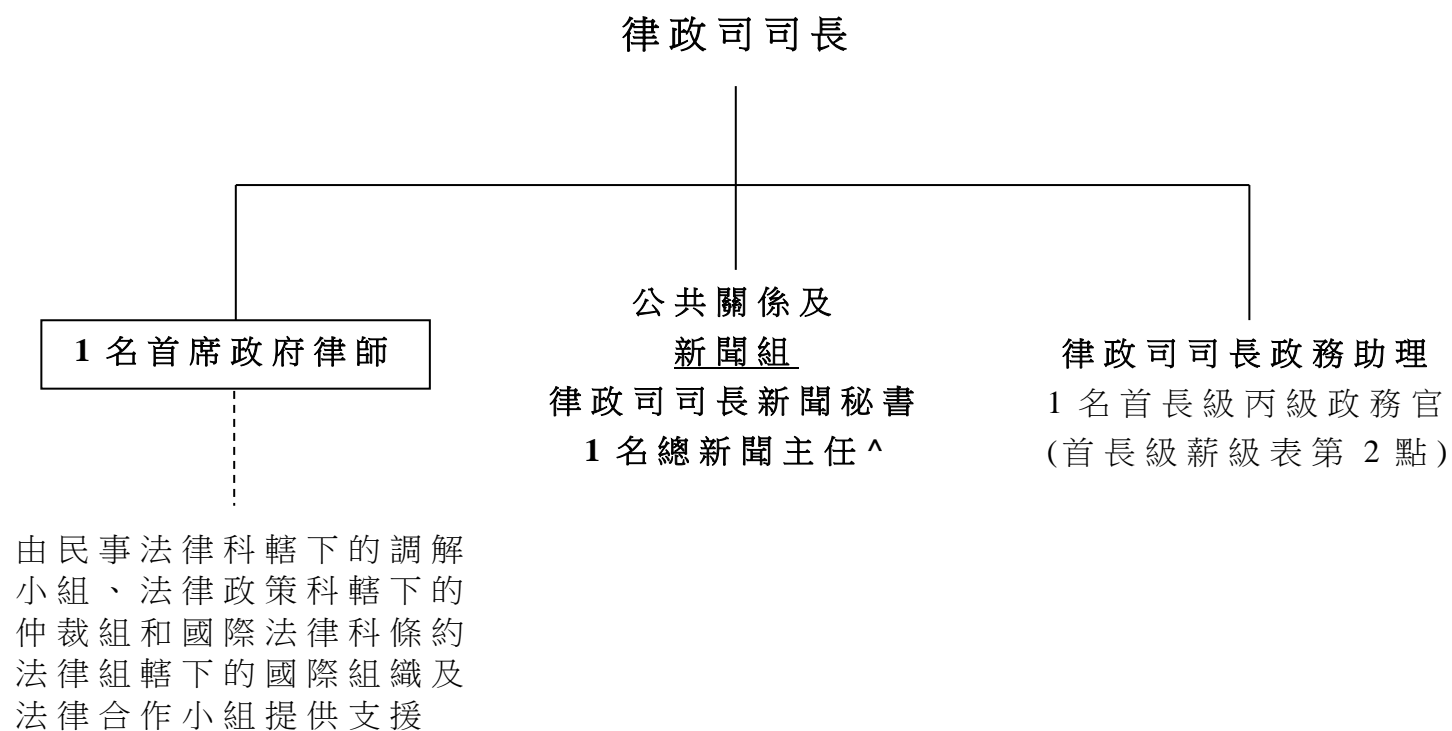 律政司司長
1 名首席政府律師
由民事法律科轄下的調解
小組、法律政策科轄下的
仲裁組和國際法律科條約
法律組轄下的國際組織及
法律合作小組提供支援
公共關係及
新聞組
律政司司長新聞秘書
1 名總新聞主任^
律政司司長政務助理
1 名首長級丙級政務官
(首長級薪級表第 2 點)